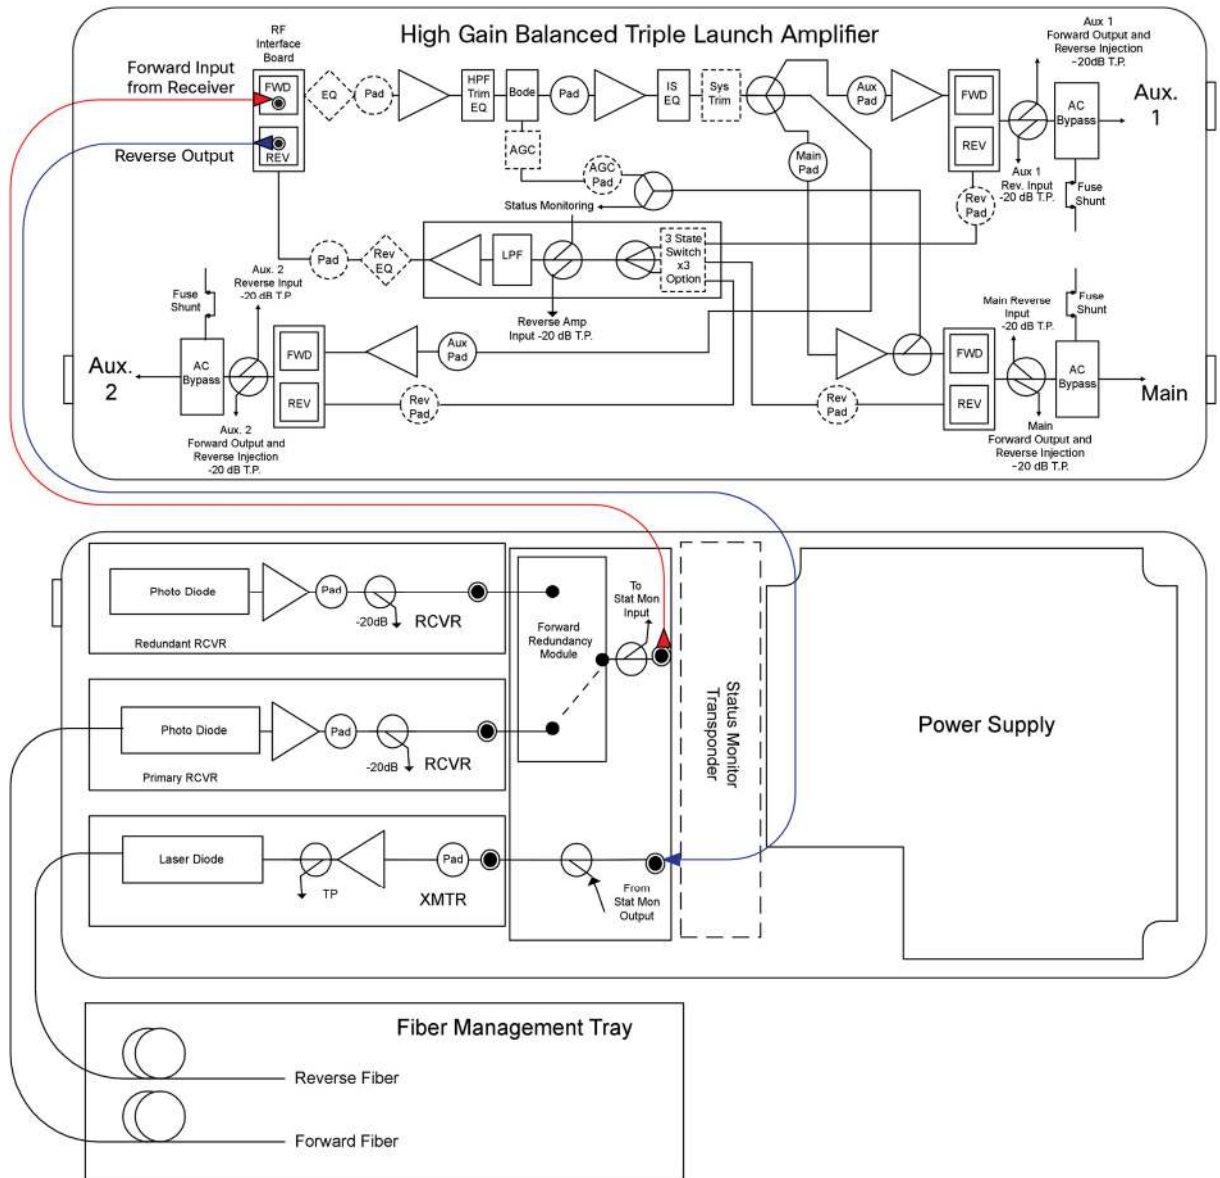 High Gain Balanced Triple Launch Amplifier
RF
Interface
Board
Forward Input
from Receiver
Reverse Output
FWD
REV
EQ
Pad
HPF
Trim
EQ
Bode
Pad
IS
EQ
Sys
Trim
Aux
Pad
FWD
REV
Aux 1
Forward Output and
Reverse Injection
-20dB T.P.
AC
Bypass
Aux.
1
AGC
AGC
Pad
Main
Pad
Aux 1
Rev. Input
-20 dB T.P.
Rev
Pad
Fuse
Shunt
Status Monitoring
Pad
Rev
EQ
LPF
3 State
Switch
x3
Option
Reverse Amp
Input -20 dB T.P.
Fuse
Shunt
Aux. 2
Reverse Input
-20 dB T.P.
Main Reverse
Input
-20 dB T.P.
Fuse
Shunt
Aux.
2
AC
Bypass
FWD
REV
Aux
Pad
Rev
Pad
Rev
Pad
FWD
REV
AC
Bypass
Main
Aux. 2
Forward Output and
Reverse Injection
-20 dB T.P.
Main
Forward Output and
Reverse Injection
-20 dB T.P.
Photo Diode
Pad
-20dB
RCVR
Redundant RCVR
Forward
Redundancy
Module
To
Stat Mon
Input
Status Monitor
Transponder
Power Supply
Photo Diode
Pad
-20dB
RCVR
Primary RCVR
Laser Diode
TP
Pad
XMTR
From
Stat Mon
Output
Fiber Management Tray
Reverse Fiber
Forward Fiber